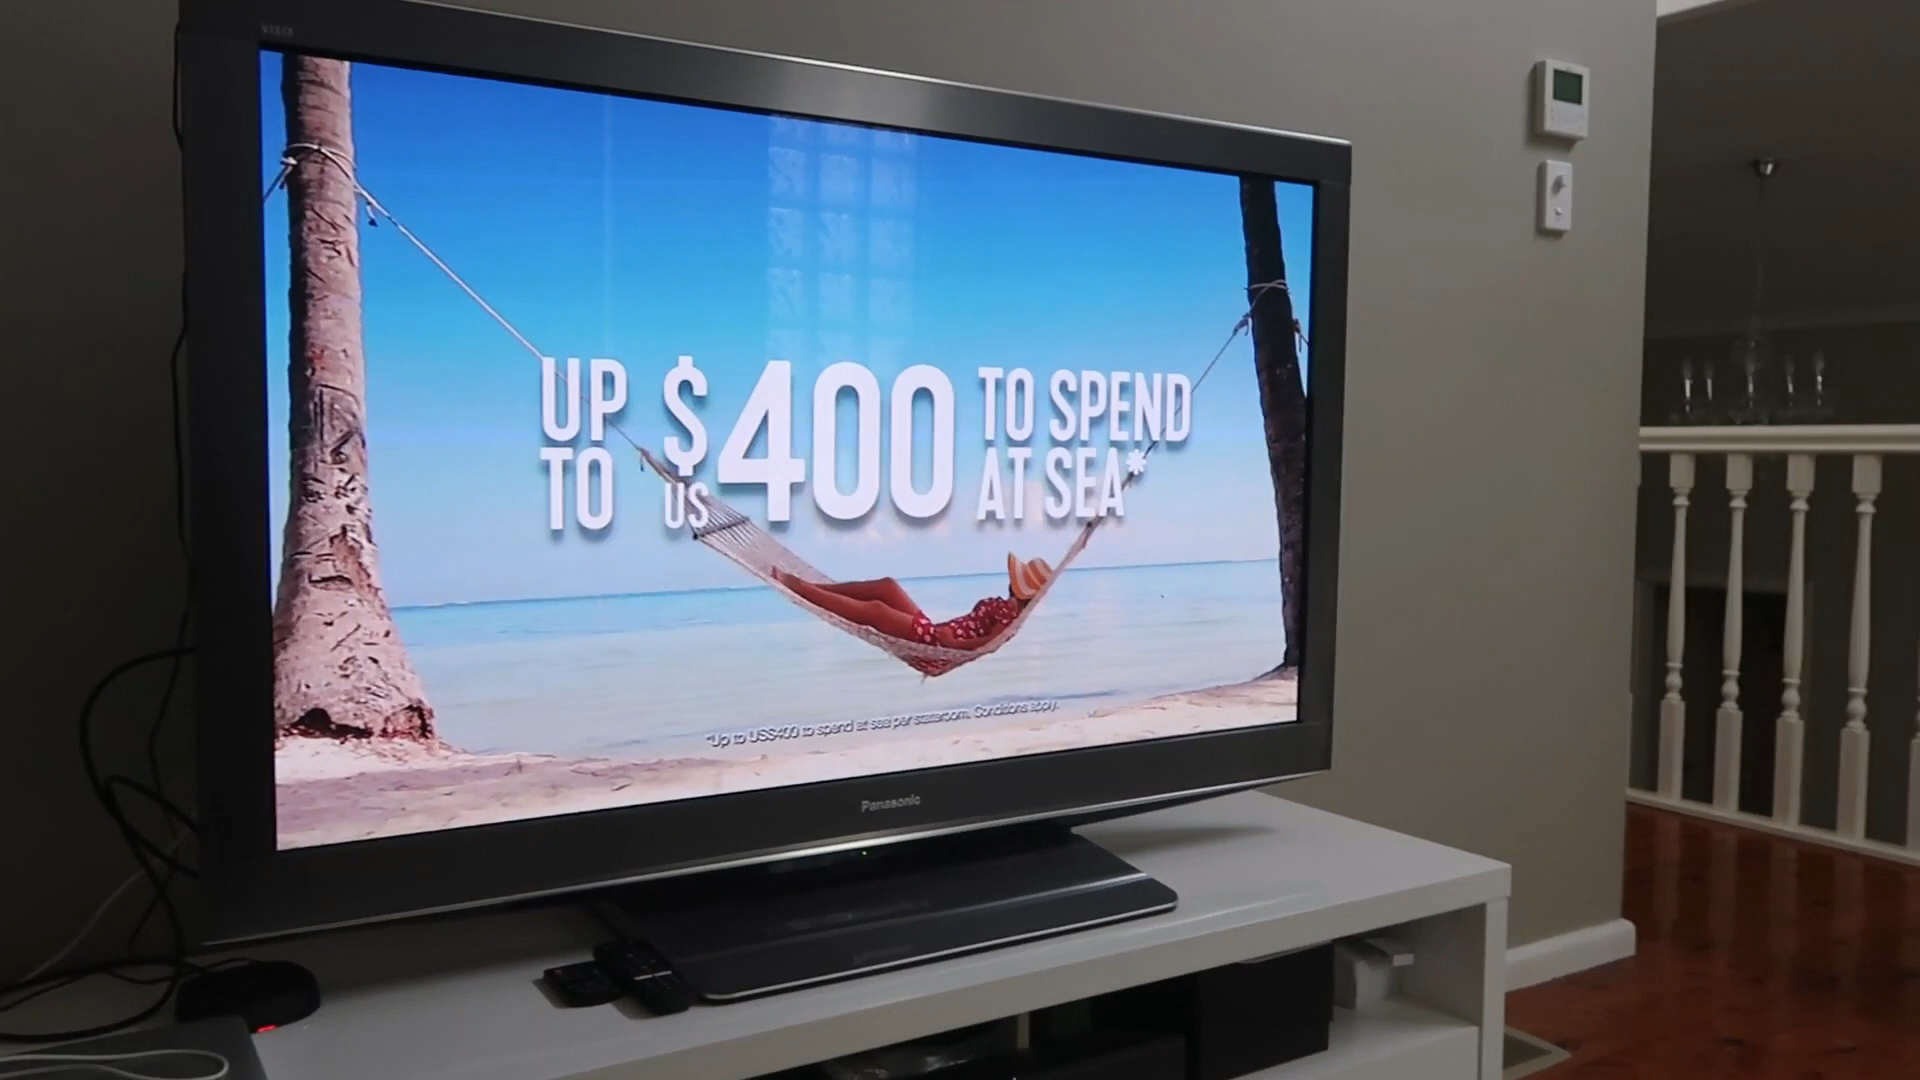 VIERA
UP TO
$400
US
TO SPEND
AT SEA*
*Up to US$400 to spend at sea per stateroom. Conditions apply.
Panasonic